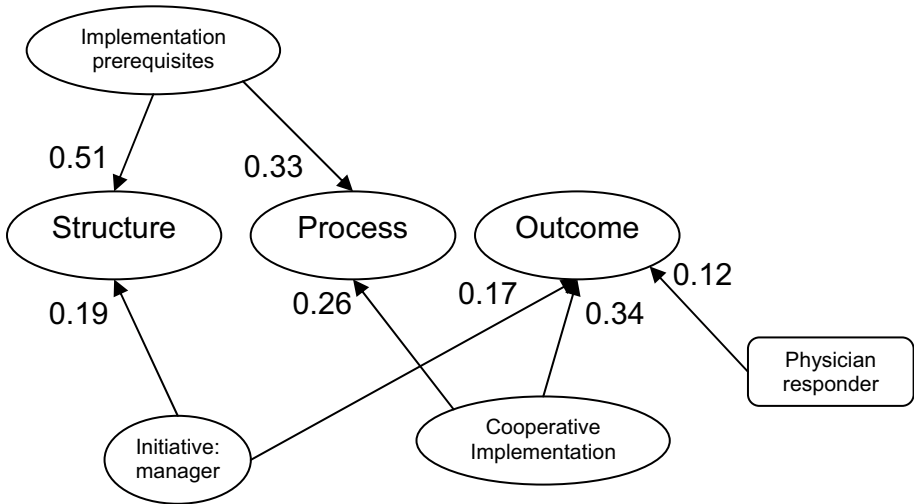 Implementation
prerequisites
0.51
0.33
Structure
Process
Outcome
0.19
0.26
0.17
0.34
0.12
Physician
responder
Initiative:
manager
Cooperative
Implementation